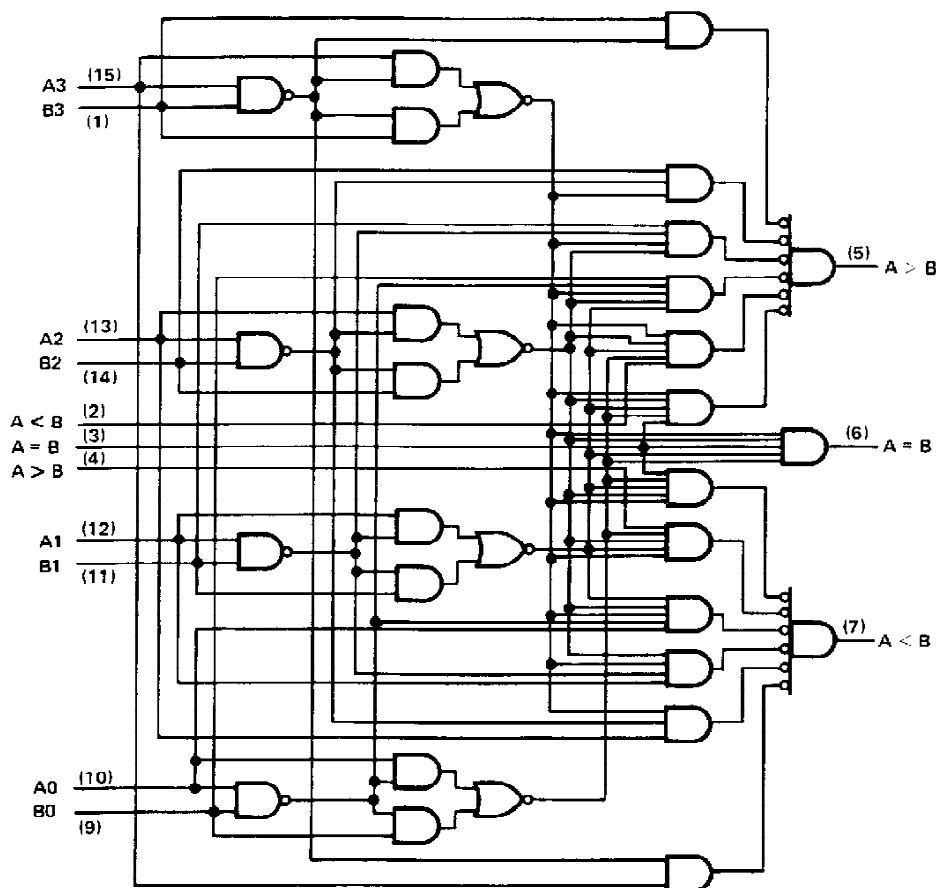 A3 (15)
B3 (1)
(5) A > B
A2 (13)
B2 (14)
A < B (2)
A = B (3)
A > B (4)
(6) A = B
A1 (12)
B1 (11)
(7) A < B
A0 (10)
B0 (9)